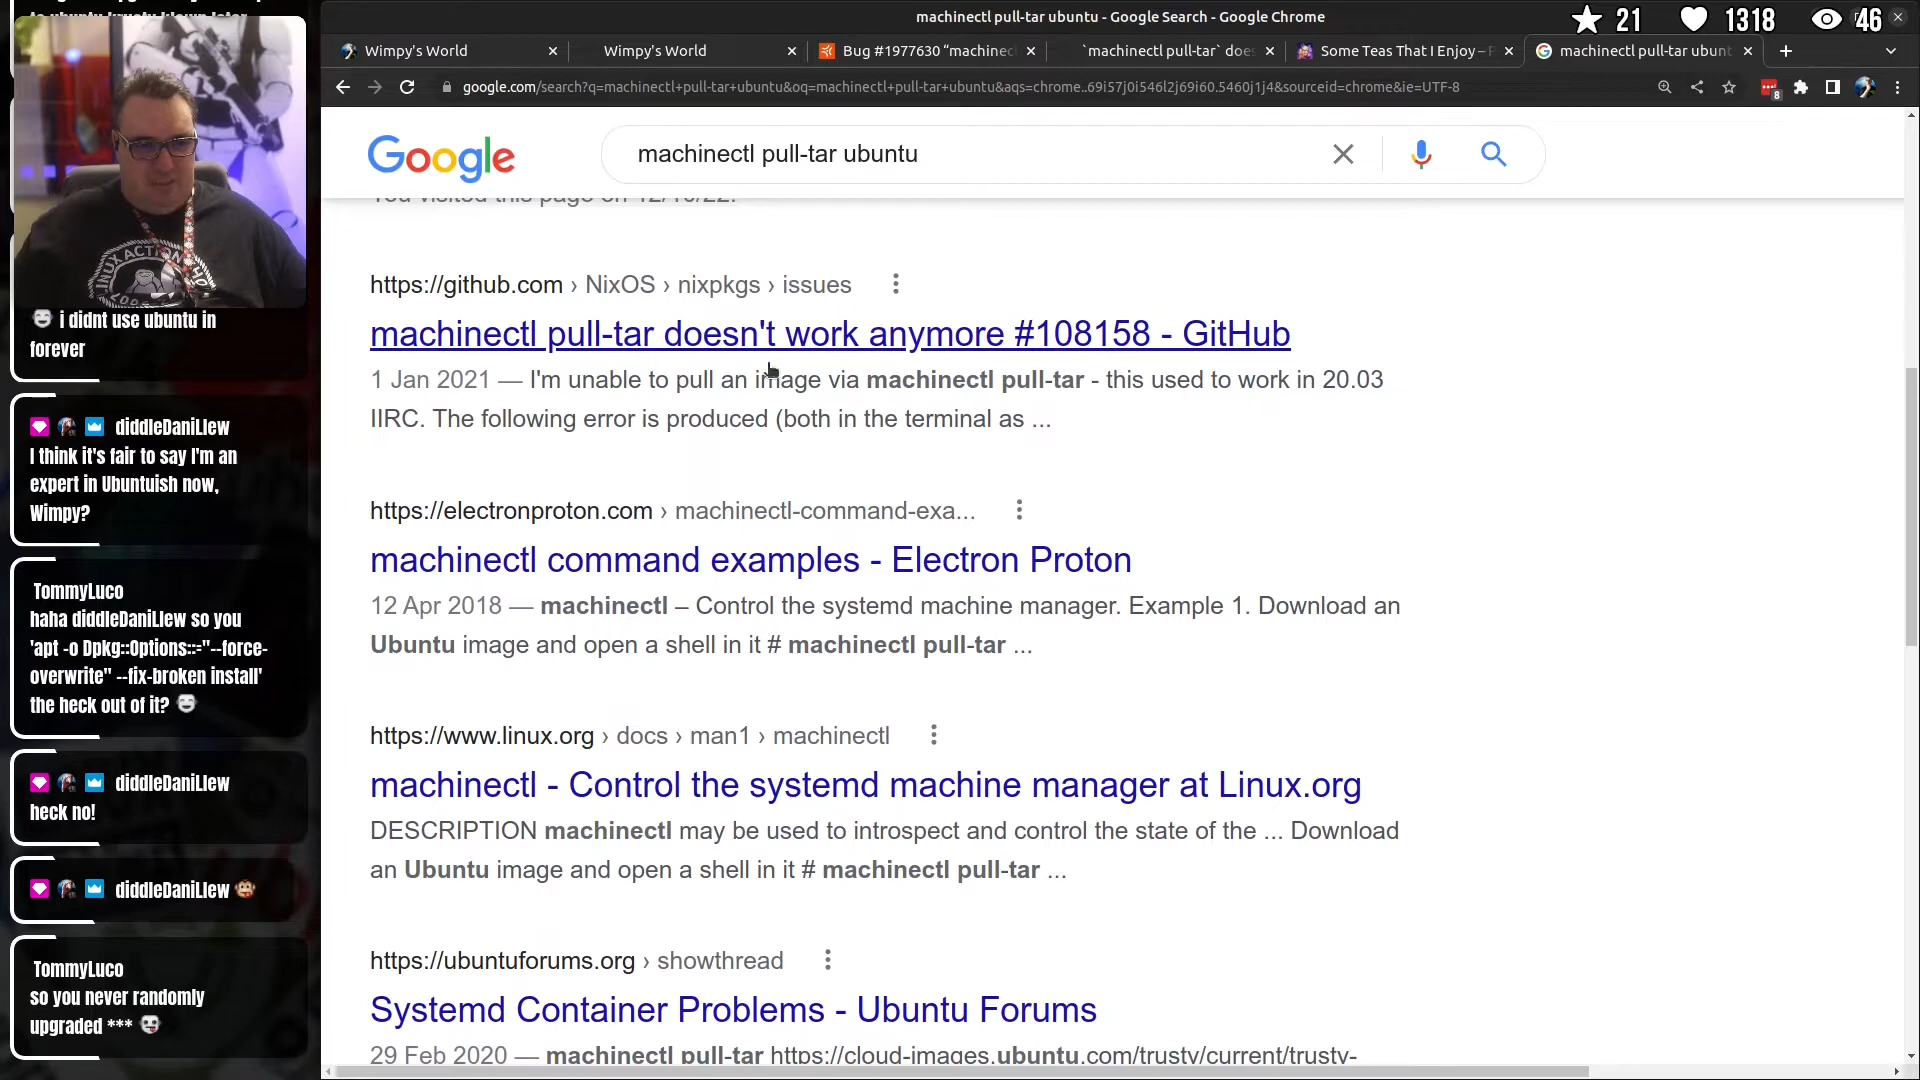 machinectl pull-tar ubuntu - Google Search - Google Chrome
21 1318 46
Wimpy's World
Wimpy's World
Bug #1977630 “machinec
`machinectl pull-tar` does
Some Teas That I Enjoy –
machinectl pull-tar ubunt
google.com/search?q=machinectl+pull-tar+ubuntu&oq=machinectl+pull-tar+ubuntu&aqs=chrome..69i57j0i546l2j69i60.5460j1j4&sourceid=chrome&ie=UTF-8
8
Google
machinectl pull-tar ubuntu
https://github.com › NixOS › nixpkgs › issues
machinectl pull-tar doesn't work anymore #108158 - GitHub
1 Jan 2021 — I'm unable to pull an image via machinectl pull-tar - this used to work in 20.03
IIRC. The following error is produced (both in the terminal as ...
https://electronproton.com › machinectl-command-exa...
machinectl command examples - Electron Proton
12 Apr 2018 — machinectl – Control the systemd machine manager. Example 1. Download an
Ubuntu image and open a shell in it # machinectl pull-tar ...
https://www.linux.org › docs › man1 › machinectl
machinectl - Control the systemd machine manager at Linux.org
DESCRIPTION machinectl may be used to introspect and control the state of the ... Download
an Ubuntu image and open a shell in it # machinectl pull-tar ...
https://ubuntuforums.org › showthread
Systemd Container Problems - Ubuntu Forums
29 Feb 2020 — machinectl pull-tar https://cloud-images.ubuntu.com/trusty/current/trusty-
i didnt use ubuntu in
forever
diddleDaniLlew
I think it's fair to say I'm an
expert in Ubuntuish now,
Wimpy?
TommyLuco
haha diddleDaniLlew so you
'apt -o Dpkg::Options::="--force-
overwrite" --fix-broken install'
the heck out of it?
diddleDaniLlew
heck no!
diddleDaniLlew
TommyLuco
so you never randomly
upgraded ***